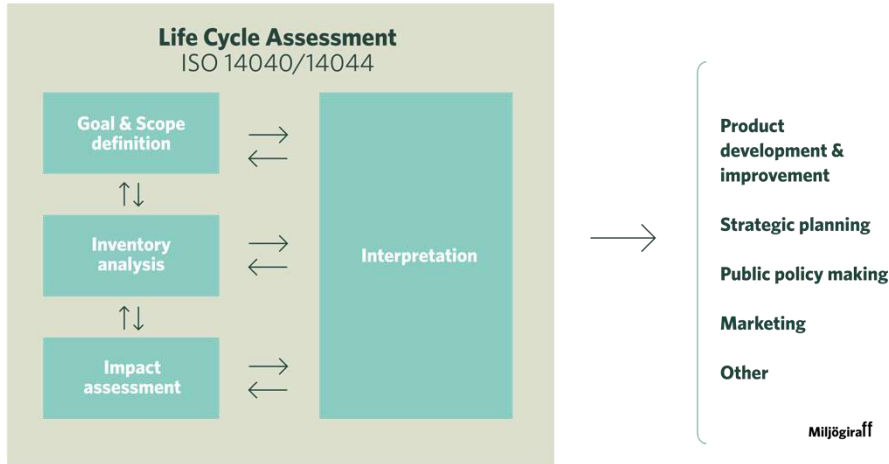 Life Cycle Assessment
ISO 14040/14044
Goal & Scope
definition
Inventory
analysis
Impact
assessment
Interpretation
Product
development &
improvement
Strategic planning
Public policy making
Marketing
Other
Miljögiraff